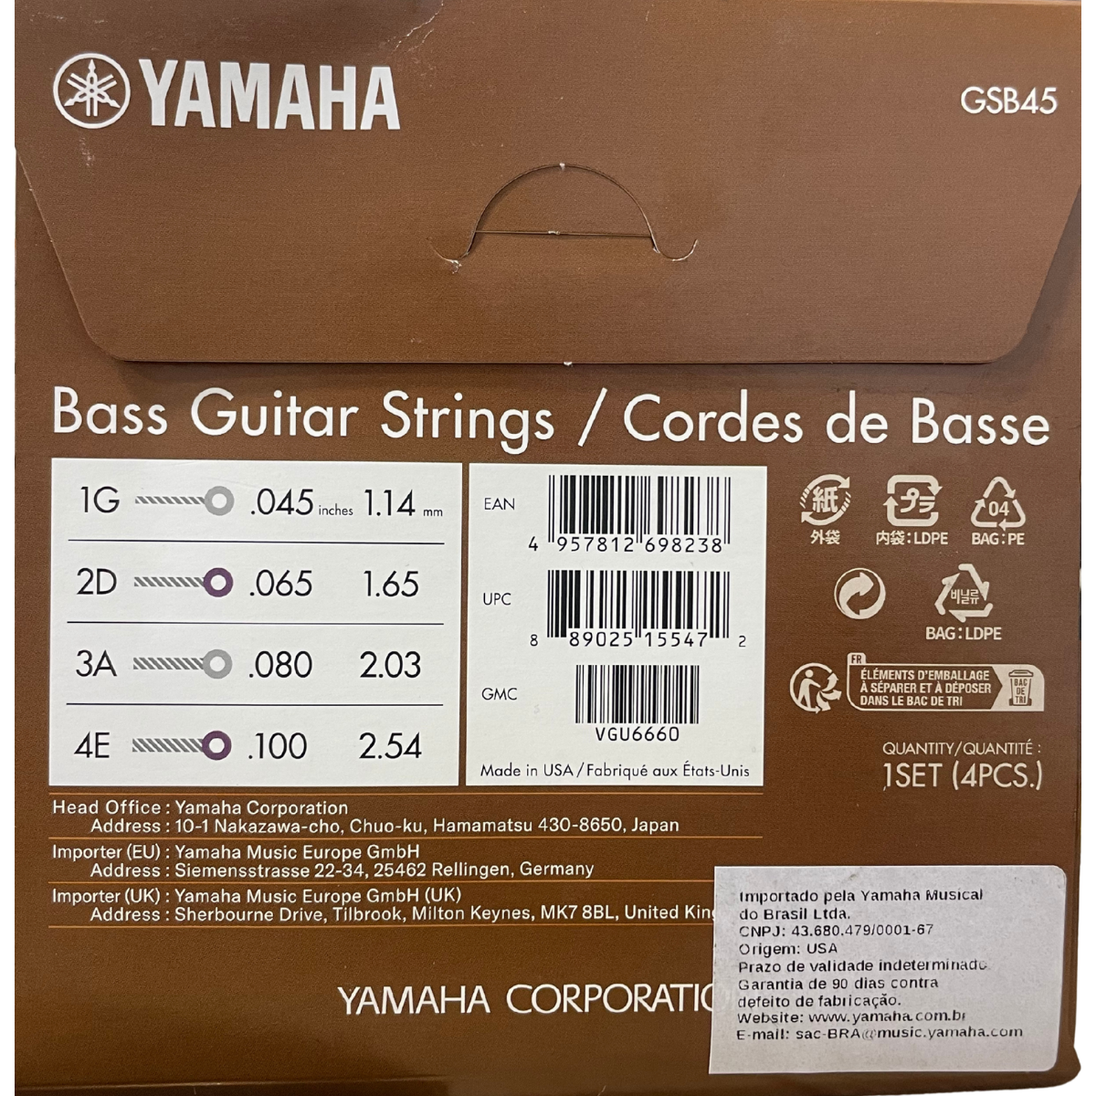 YAMAHA
GSB45
Bass Guitar Strings / Cordes de Basse
1G .045 inches 1.14 mm
2D .065 1.65
3A .080 2.03
4E .100 2.54
EAN
4 957812 698238
UPC
8 89025 15547 2
GMC
VGU6660
Made in USA / Fabriqué aux États-Unis
紙
外袋
プラ
内袋:LDPE
04
BAG:PE
비닐류
BAG:LDPE
FR
ÉLÉMENTS D'EMBALLAGE
À SÉPARER ET À DÉPOSER
DANS LE BAC DE TRI
BAC
DE
TRI
QUANTITY/QUANTITÉ :
1SET (4PCS.)
Head Office : Yamaha Corporation
Address : 10-1 Nakazawa-cho, Chuo-ku, Hamamatsu 430-8650, Japan
Importer (EU) : Yamaha Music Europe GmbH
Address : Siemensstrasse 22-34, 25462 Rellingen, Germany
Importer (UK) : Yamaha Music Europe GmbH (UK)
Address : Sherbourne Drive, Tilbrook, Milton Keynes, MK7 8BL, United
YAMAHA
Importado pela Yamaha Musical
do Brasil Ltda.
CNPJ: 43.680.479/0001-67
Origem: USA
Prazo de validade indeterminado.
Garantia de 90 dias contra
defeito de fabricação.
Website: www.yamaha.com.br
E-mail: sac-BRA@music.yamaha.com